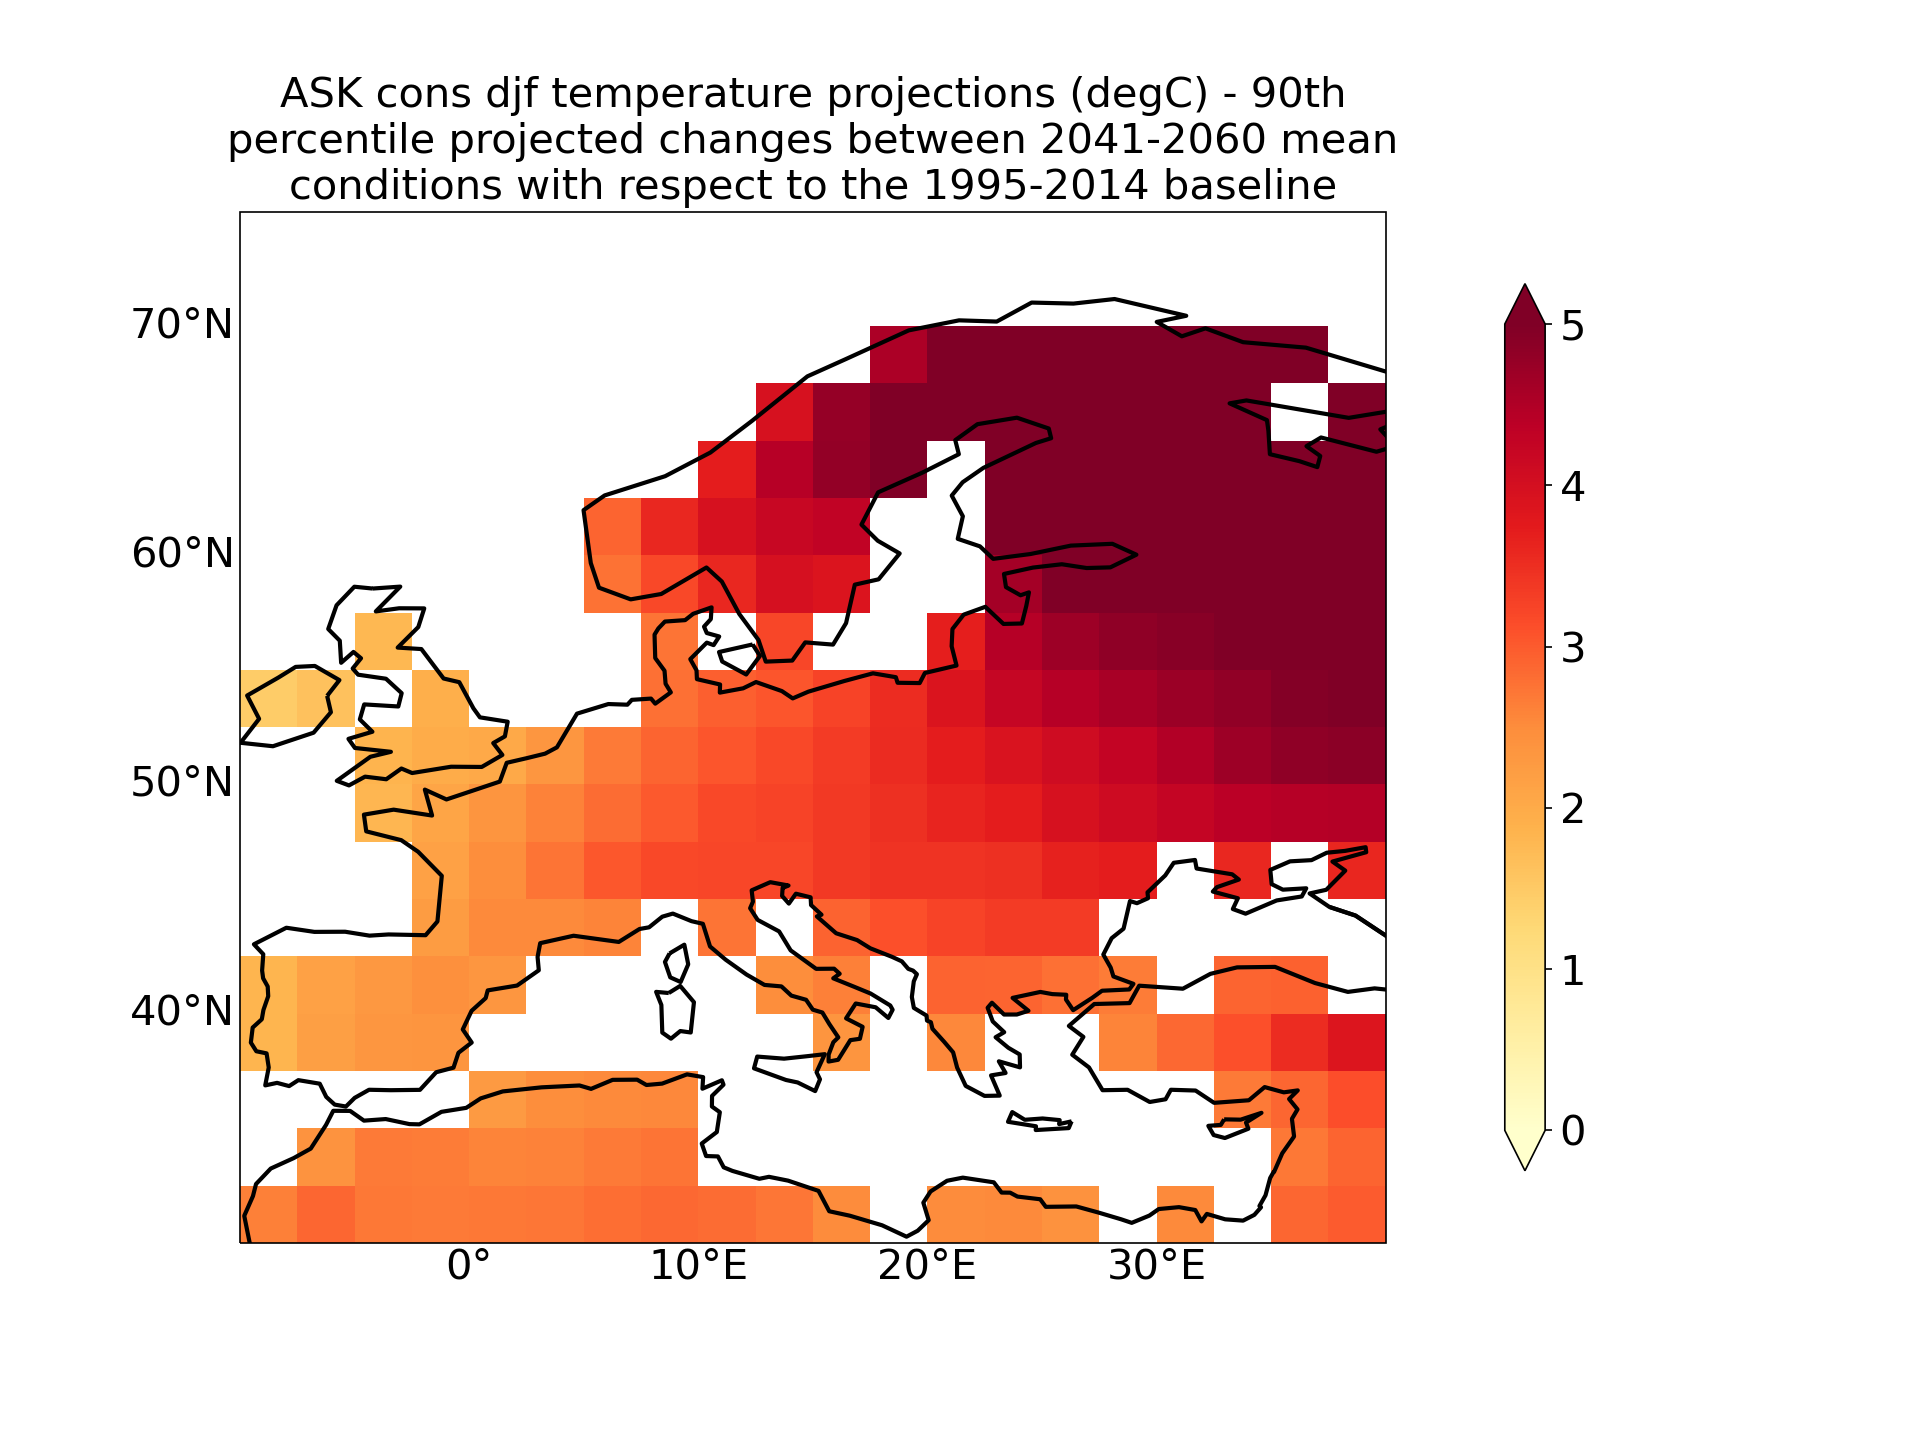 ASK cons djf temperature projections (degC) - 90th
percentile projected changes between 2041-2060 mean
conditions with respect to the 1995-2014 baseline
70°N
60°N
50°N
40°N
0°
10°E
20°E
30°E
5
4
3
2
1
0